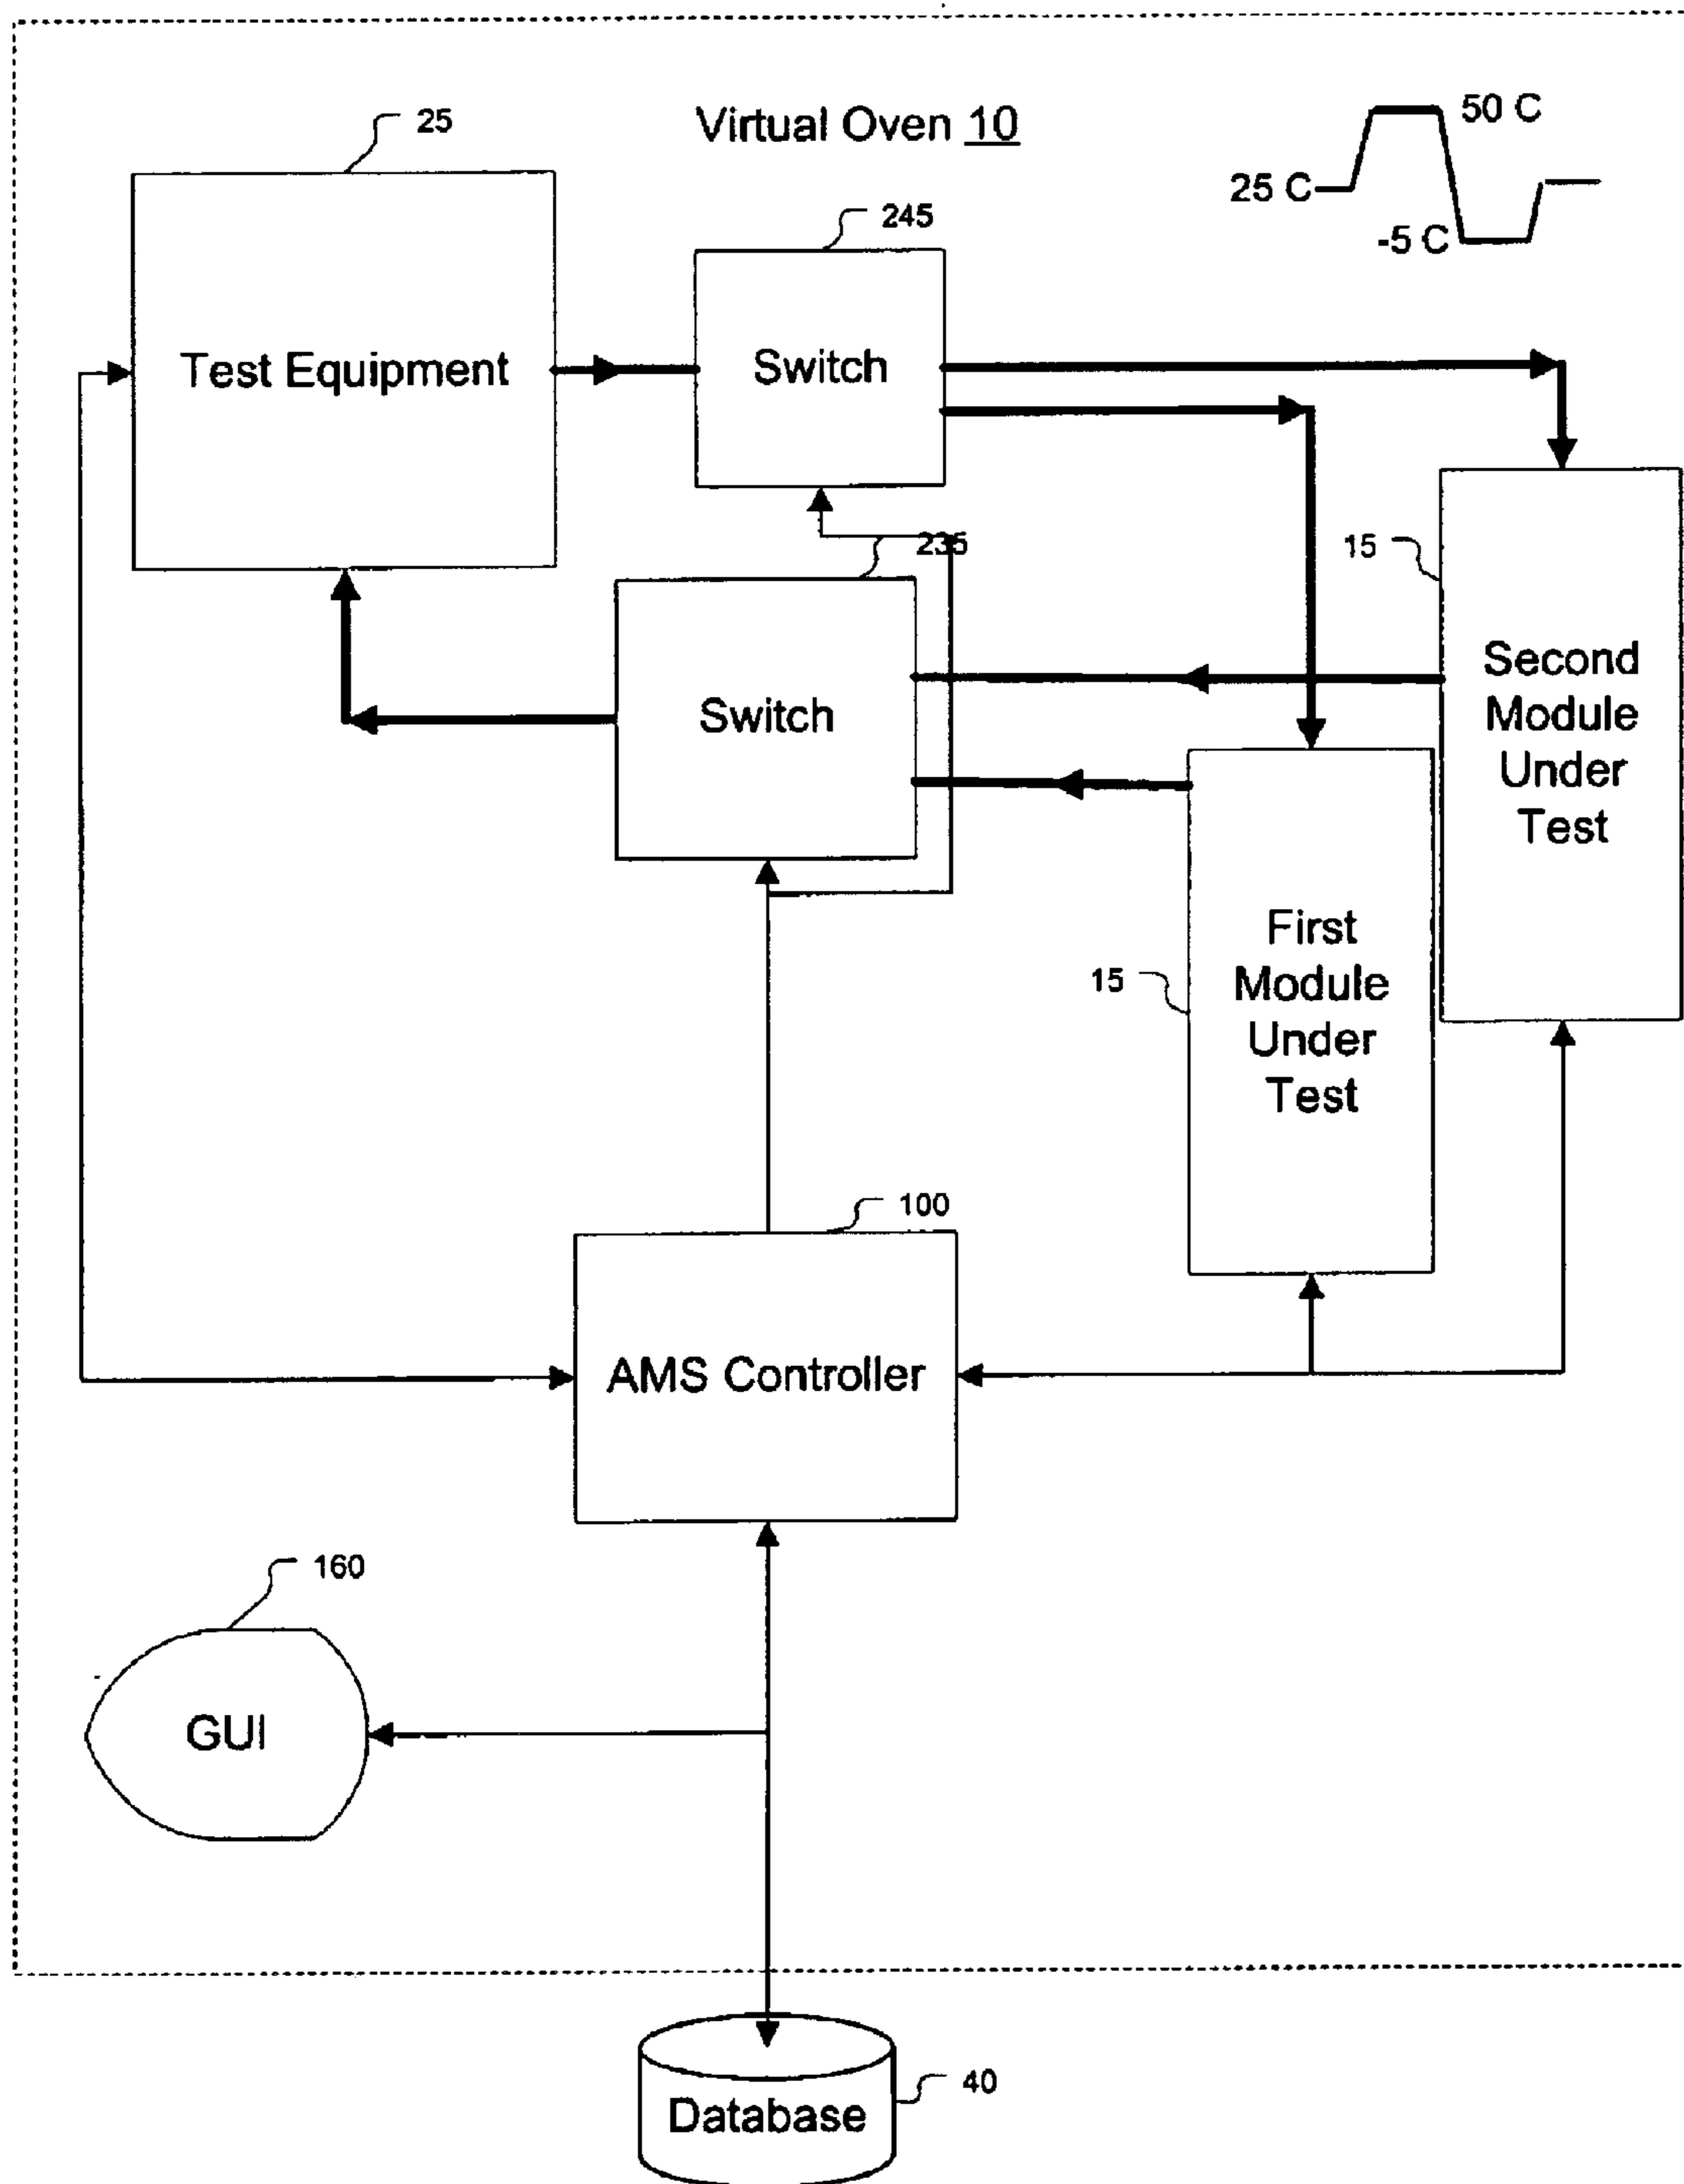 25
Virtual Oven 10
50 C
25 C
-5 C
245
Test Equipment
Switch
235
15
Second
Module
Under
Test
Switch
First
Module
Under
Test
15
100
AMS Controller
160
GUI
40
Database